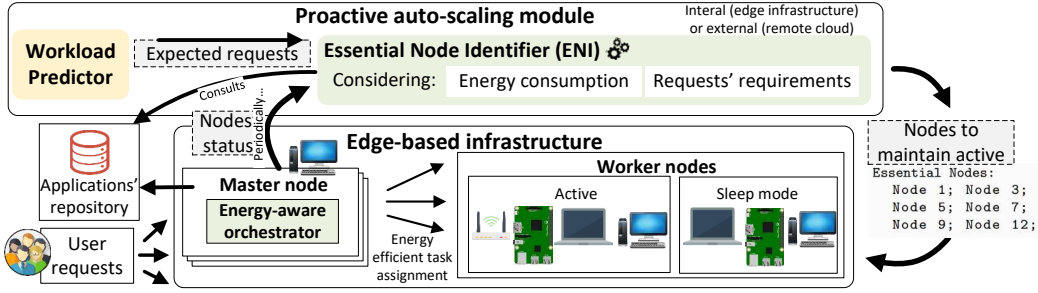 Proactive auto-scaling module
Interal (edge infrastructure)
or external (remote cloud)
Workload
Predictor
Expected requests
Essential Node Identifier (ENI)
Considering:
Energy consumption
Requests' requirements
Consults
Nodes
status
Periodically...
Nodes to
maintain active
Essential Nodes:
Node 1; Node 3;
Node 5; Node 7;
Node 9; Node 12;
Applications'
repository
User
requests
Edge-based infrastructure
Master node
Energy-aware
orchestrator
Energy
efficient task
assignment
Worker nodes
Active
Sleep mode